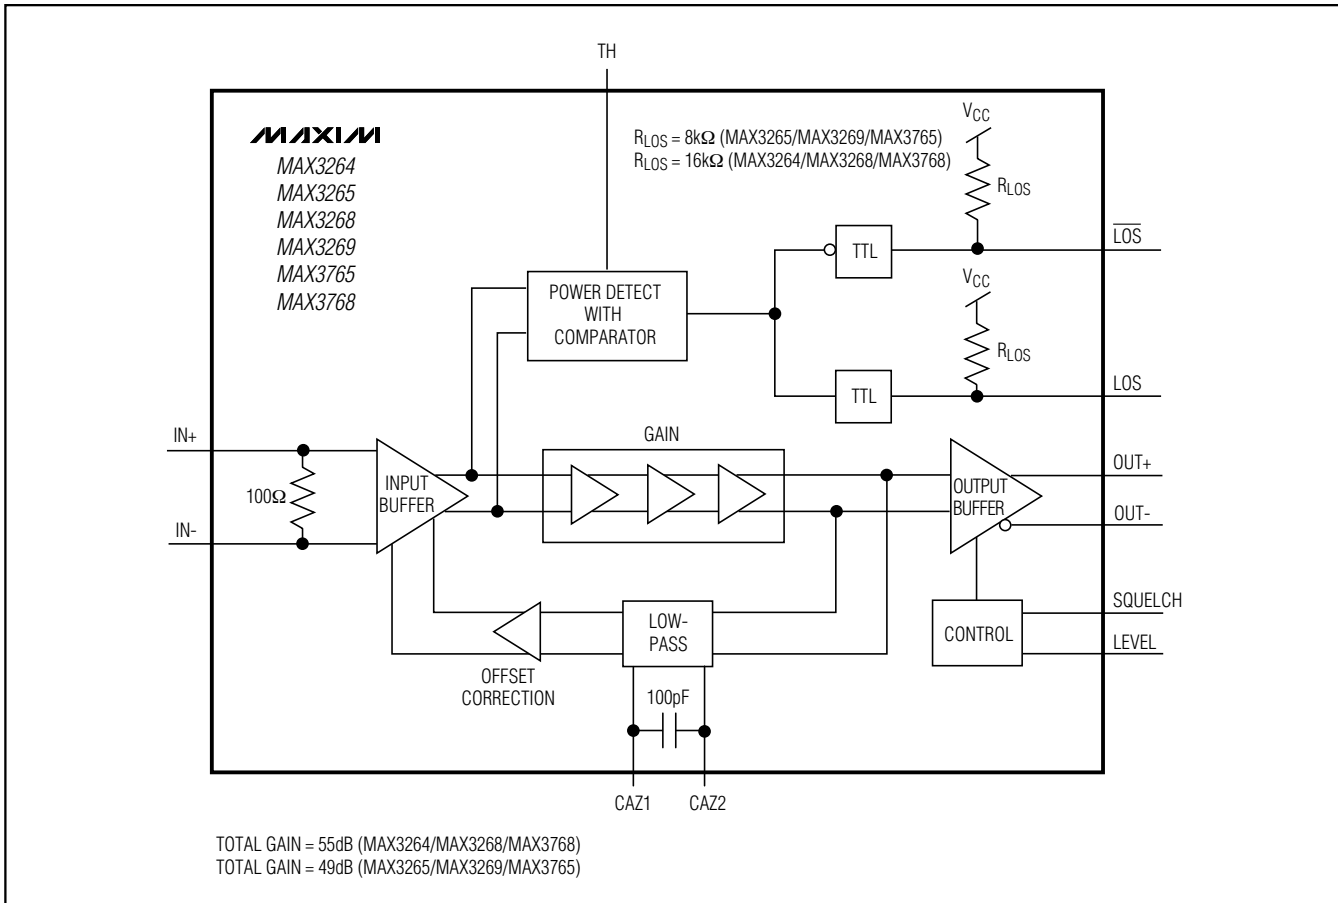 TH
MAXIM
MAX3264
MAX3265
MAX3268
MAX3269
MAX3765
MAX3768
RLOS = 8kΩ (MAX3265/MAX3269/MAX3765)
RLOS = 16kΩ (MAX3264/MAX3268/MAX3768)
VCC
RLOS
LOS
TTL
POWER DETECT
WITH
COMPARATOR
VCC
RLOS
LOS
TTL
IN+
IN-
100Ω
INPUT
BUFFER
GAIN
OUTPUT
BUFFER
OUT+
OUT-
SQUELCH
LEVEL
CONTROL
LOW-
PASS
OFFSET
CORRECTION
100pF
CAZ1
CAZ2
TOTAL GAIN = 55dB (MAX3264/MAX3268/MAX3768)
TOTAL GAIN = 49dB (MAX3265/MAX3269/MAX3765)